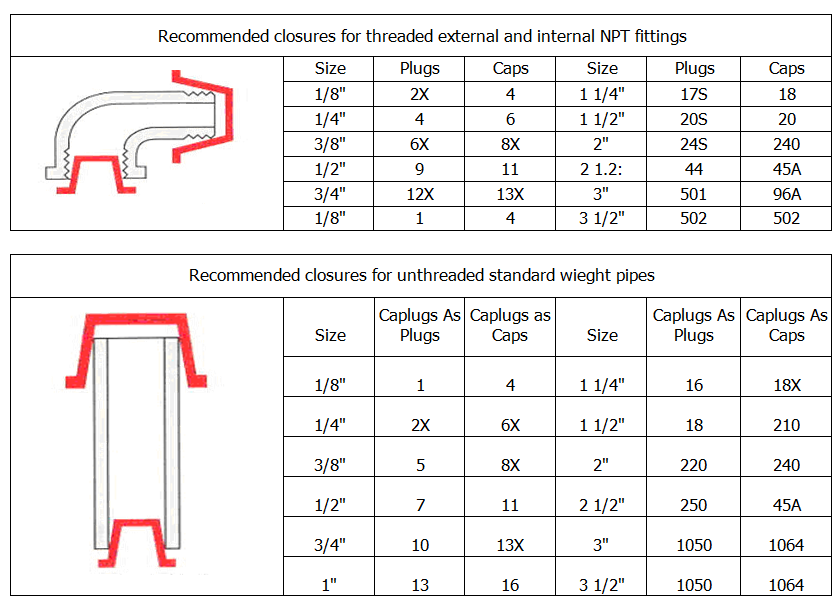 Recommended closures for threaded external and internal NPT fittings
Size Plugs Caps Size Plugs Caps
1/8" 2X 4 1 1/4" 17S 18
1/4" 4 6 1 1/2" 20S 20
3/8" 6X 8X 2" 24S 240
1/2" 9 11 2 1.2: 44 45A
3/4" 12X 13X 3" 501 96A
1/8" 1 4 3 1/2" 502 502
Recommended closures for unthreaded standard wieght pipes
Size Caplugs As Plugs Caplugs as Caps Size Caplugs As Plugs Caplugs As Caps
1/8" 1 4 1 1/4" 16 18X
1/4" 2X 6X 1 1/2" 18 210
3/8" 5 8X 2" 220 240
1/2" 7 11 2 1/2" 250 45A
3/4" 10 13X 3" 1050 1064
1" 13 16 3 1/2" 1050 1064